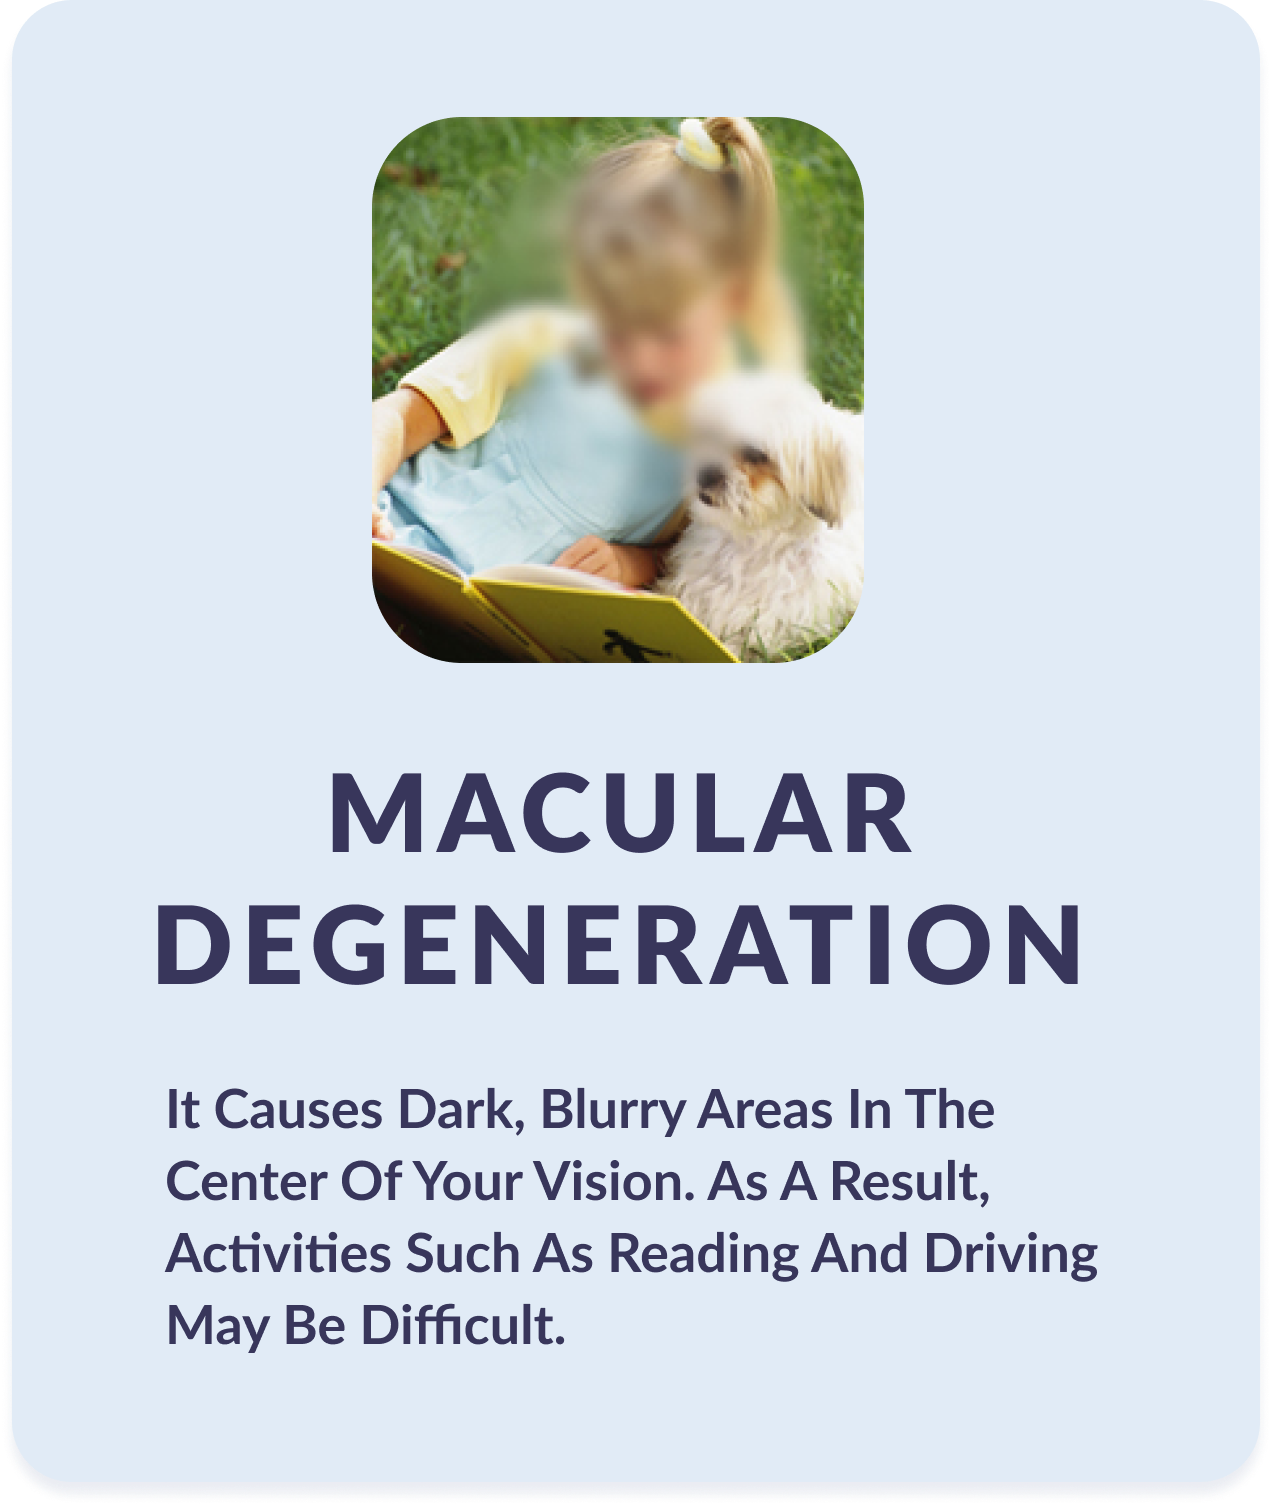 MACULAR
DEGENERATION
It Causes Dark, Blurry Areas In The
Center Of Your Vision. As A Result,
Activities Such As Reading And Driving
May Be Difficult.